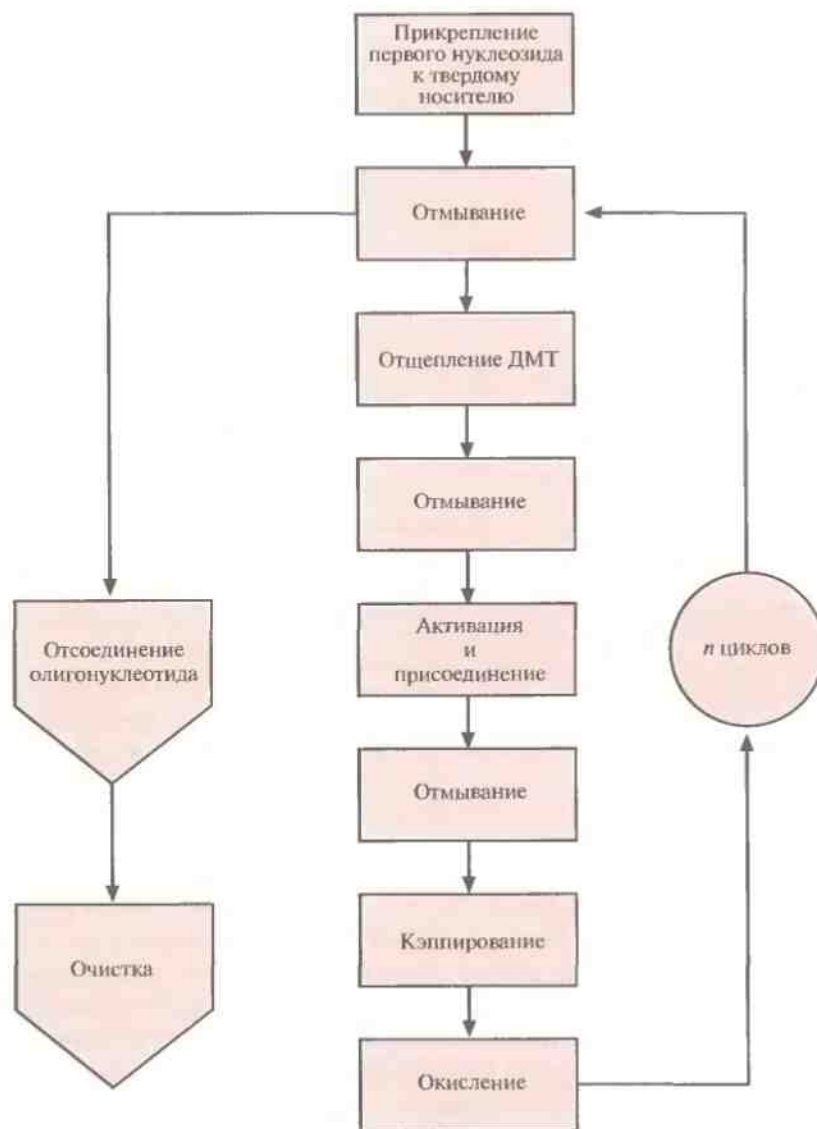 Прикрепление
первого нуклеозида
к твердому
носителю
Отмывание
Отщепление ДМТ
Отмывание
Активация
и
присоединение
Отмывание
Кэппирование
Окисление
n циклов
Отсоединение
олигонуклеотида
Очистка